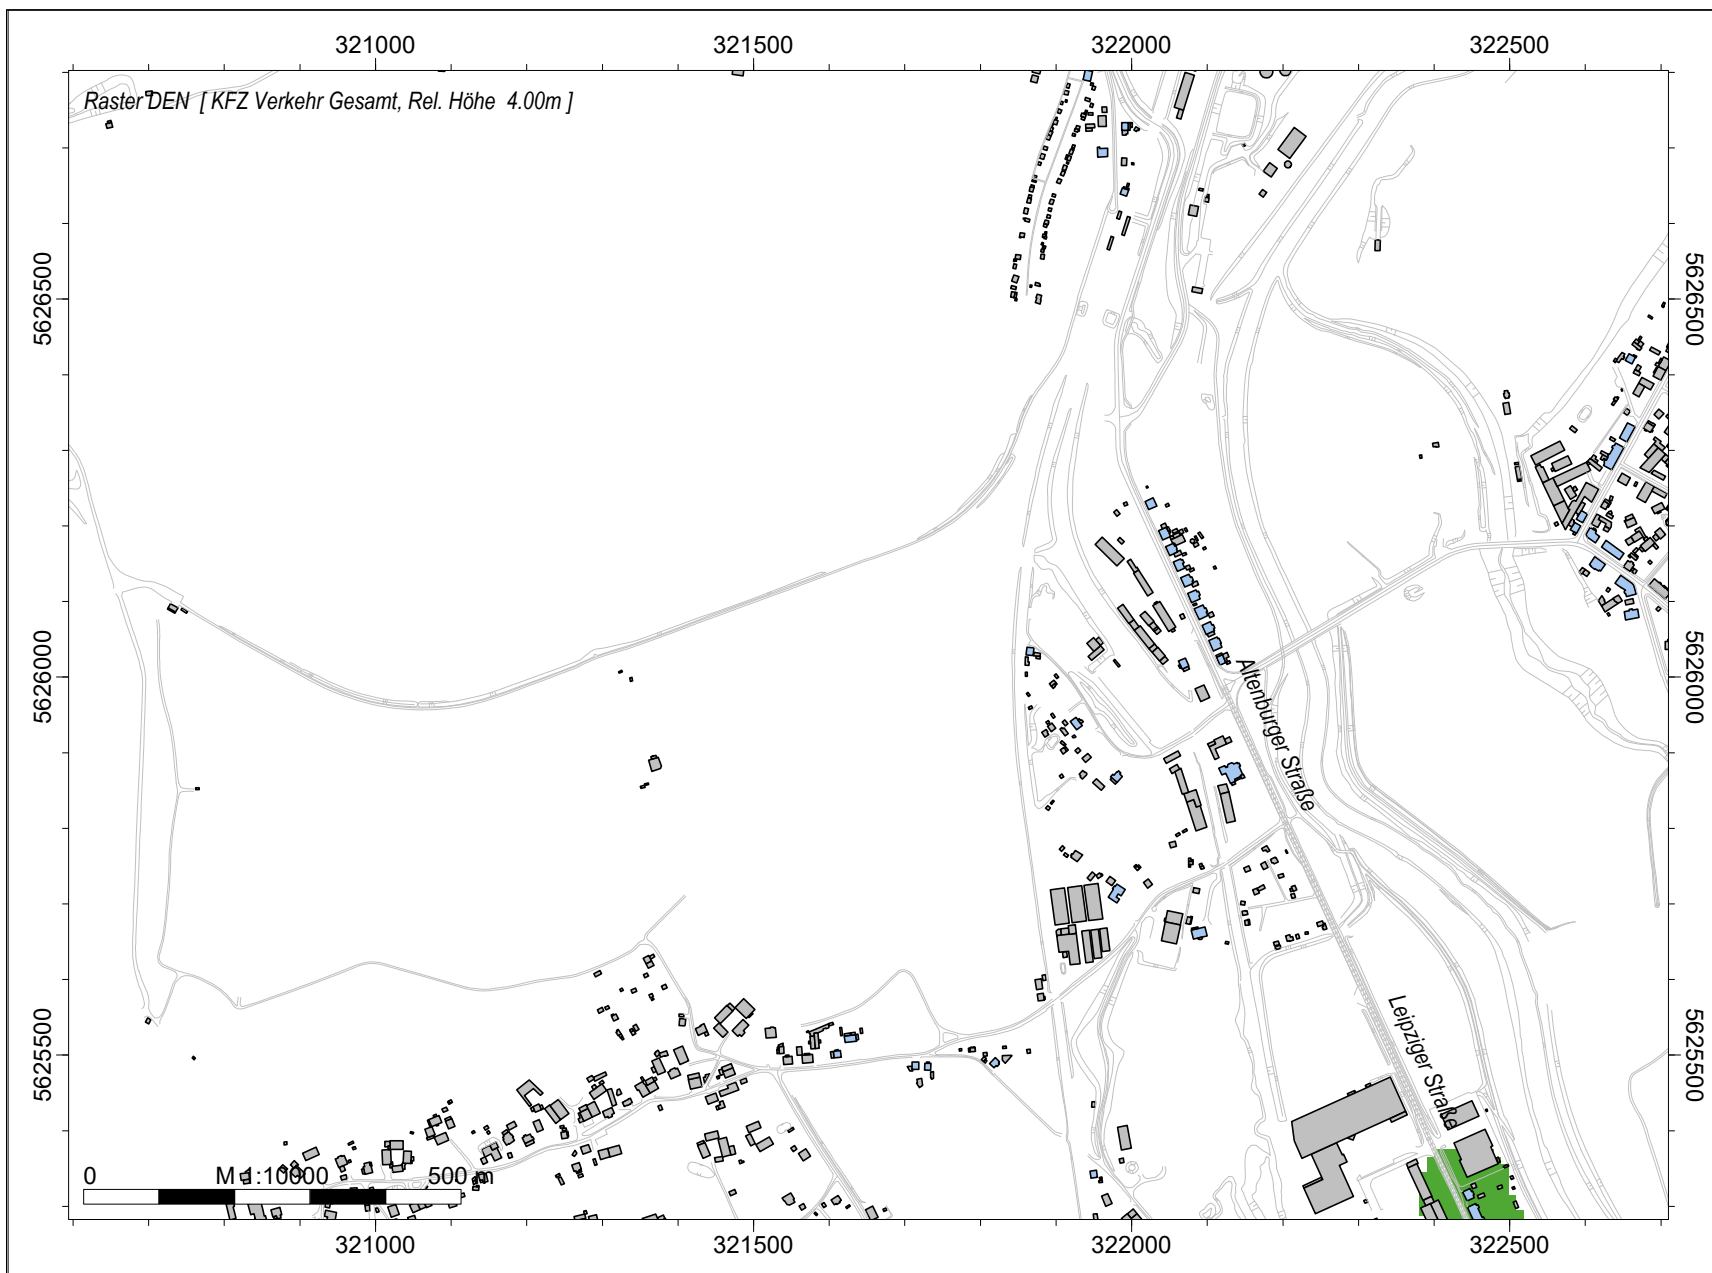 321000 321500 322000 322500
Raster DEN [ KFZ Verkehr Gesamt, Rel. Höhe 4.00m ]
5626500
5626500
5626000
5626000
Altenburger Straße
5625500
5625500
Leipziger Straße
0 M 1:10000 500 m
321000 321500 322000 322500